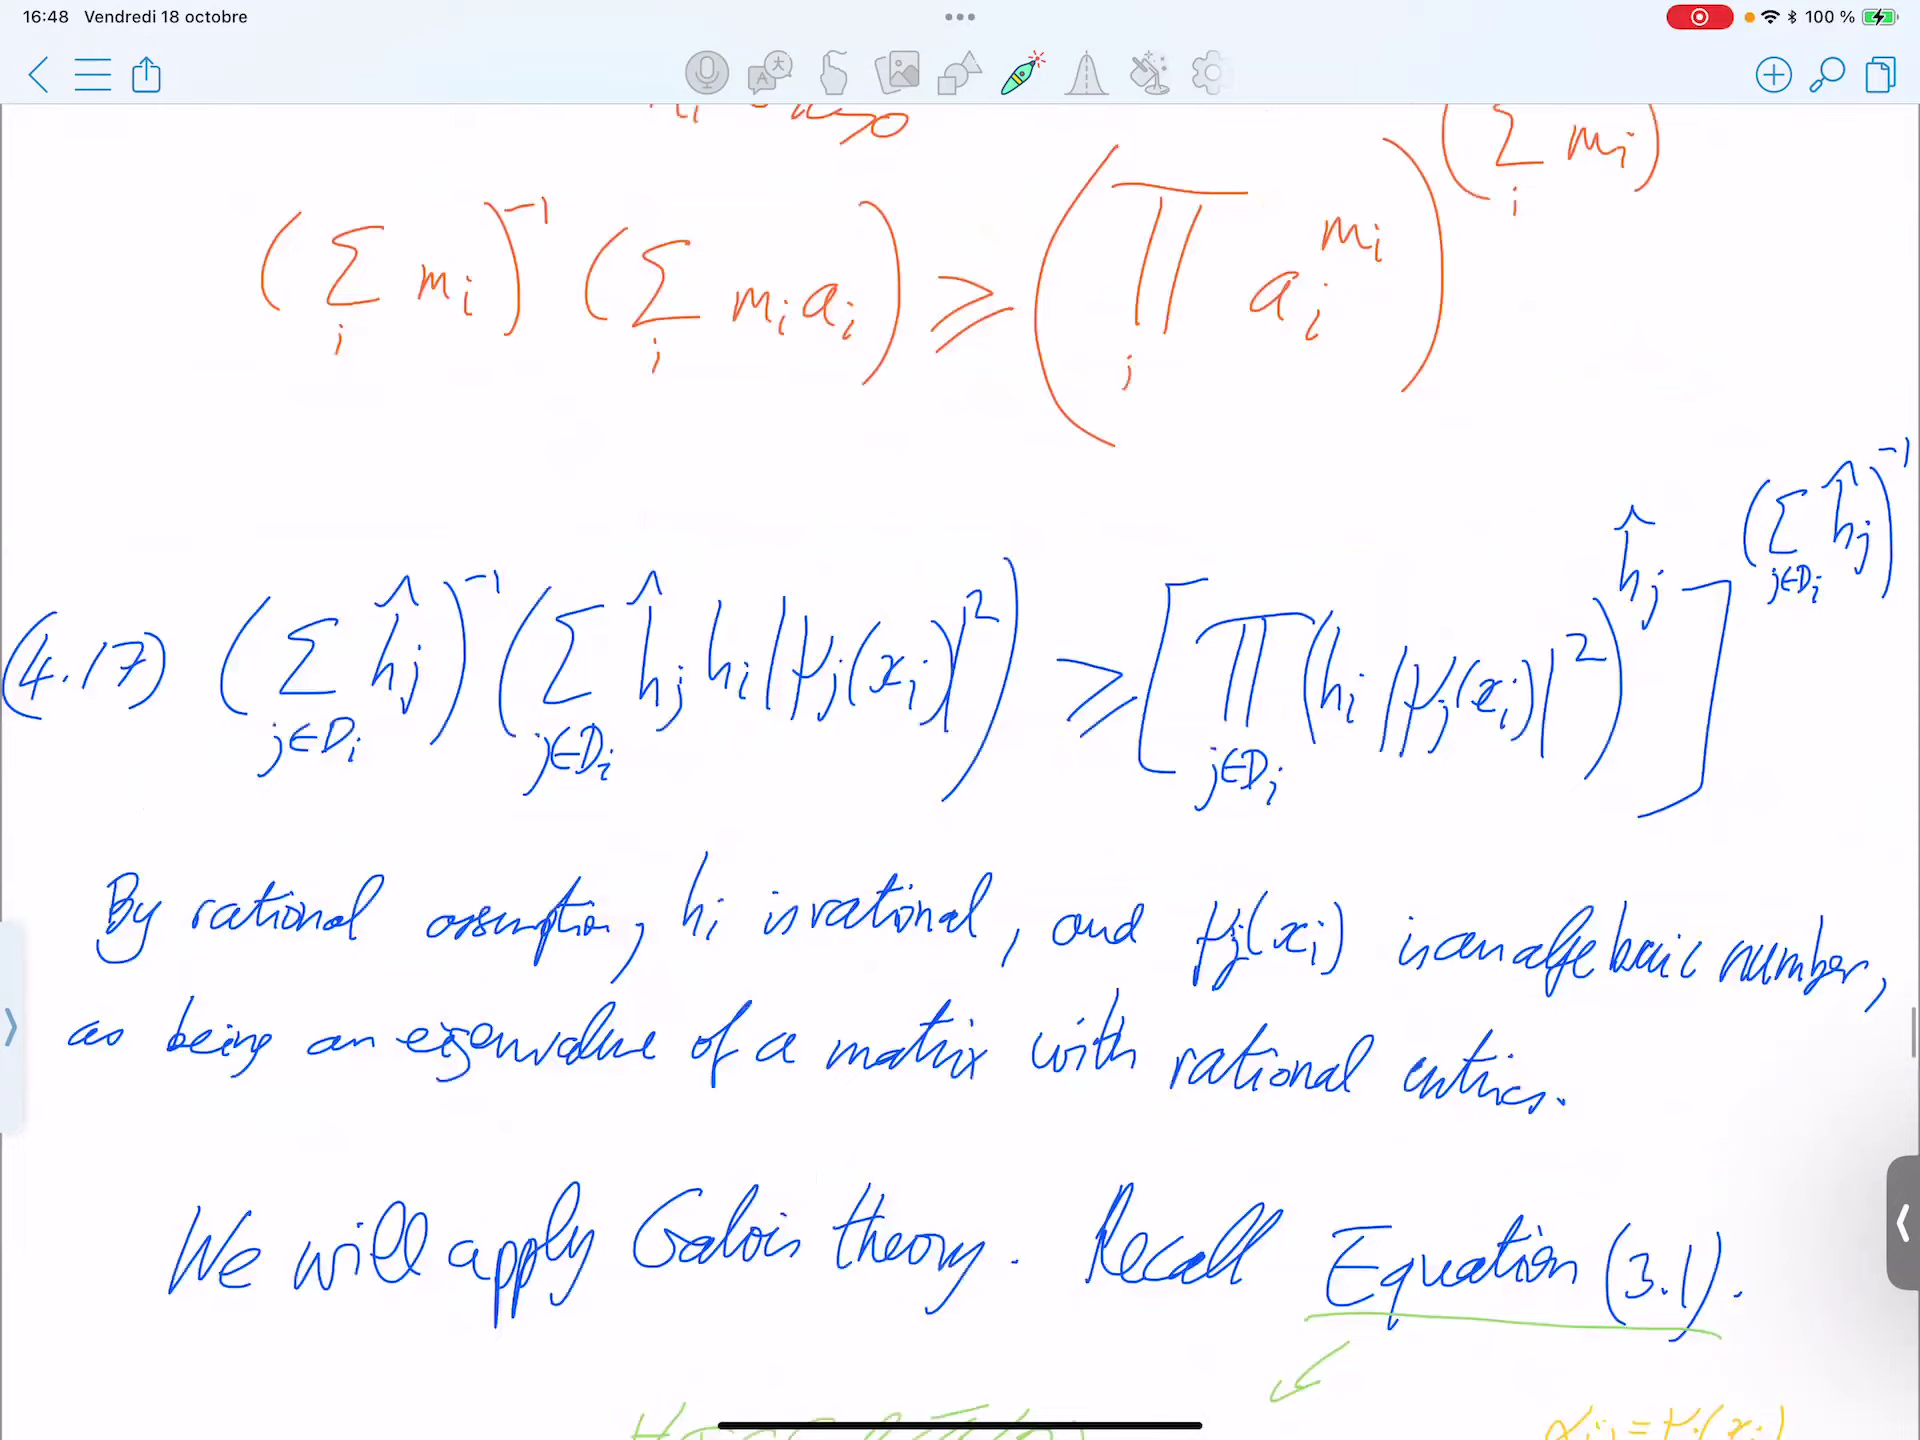 16:48 Vendredi 18 octobre 100 %
(∑_i m_i)^{-1} (∑_i m_i a_i) ≥ (∏_i a_i^{m_i})^{(∑_i m_i)}
(4.17) (∑_{j∈D_i} ĥ_j)^{-1} (∑_{j∈D_i} ĥ_j h_i |ψ_j(x_i)|^2) ≥ [∏_{j∈D_i} (h_i |ψ_j(x_i)|^2)^{ĥ_j}]^{(∑_{j∈D_i} ĥ_j)^{-1}}
By rational assumption, h_i is rational, and ψ_j(x_i) is an algebraic number,
as being an eigenvalue of a matrix with rational entries.
We will apply Galois theory. Recall Equation (3.1).